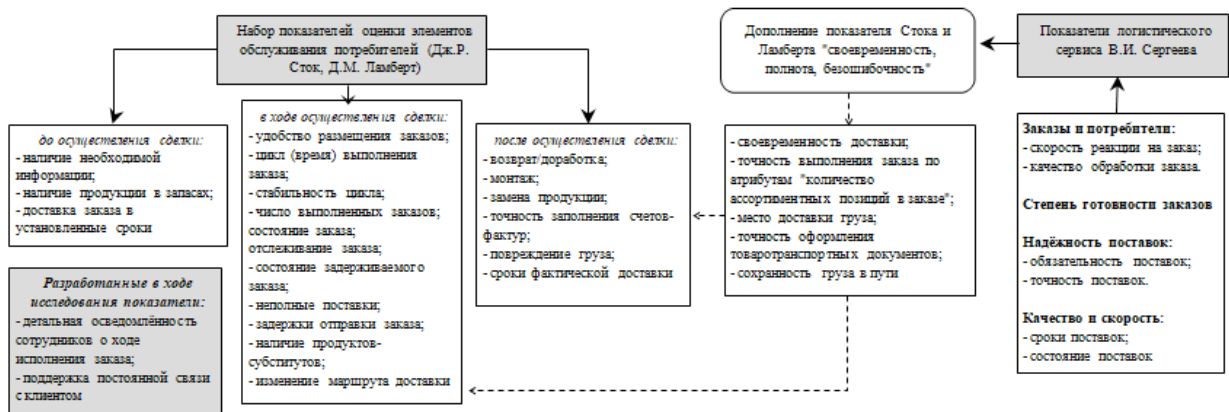 Набор показателей оценки элементов
обслуживания потребителей (Дж.Р.
Сток, Д.М. Ламберт)
до осуществления сделки:
- наличие необходимой
информации;
- наличие продукции в запасах;
- доставка заказа в
установленные сроки
Разработанные в ходе
исследования показатели:
- детальная осведомлённость
сотрудников о ходе
исполнения заказа;
- поддержка постоянной связи
с клиентом
в ходе осуществления сделки:
- удобство размещения заказов;
- цикл (время) выполнения
заказа;
- стабильность цикла;
- число выполненных заказов;
состояние заказа;
отслеживание заказа;
- состояние задерживаемого
заказа;
- неполные поставки;
- задержки отправки заказа;
- наличие продуктов-
субститутов;
- изменение маршрута доставки
после осуществления сделки:
- возврат/доработка;
- монтаж;
- замена продукции;
- точность заполнения счетов-
фактур;
- повреждение груза;
- сроки фактической доставки
Дополнение показателя Стока и
Ламберта "своевременность,
полнота, безошибочность"
- своевременность доставки;
- точность выполнения заказа по
атрибутам "количество
ассортиментных позиций в заказе";
- место доставки груза;
- точность оформления
товаротранспортных документов;
- сохранность груза в пути
Показатели логистического
сервиса В.И. Сергеева
Заказы и потребители:
- скорость реакции на заказ;
- качество обработки заказа.
Степень готовности заказов
Надёжность поставок:
- обязательность поставок;
- точность поставок.
Качество и скорость:
- сроки поставок;
- состояние поставок